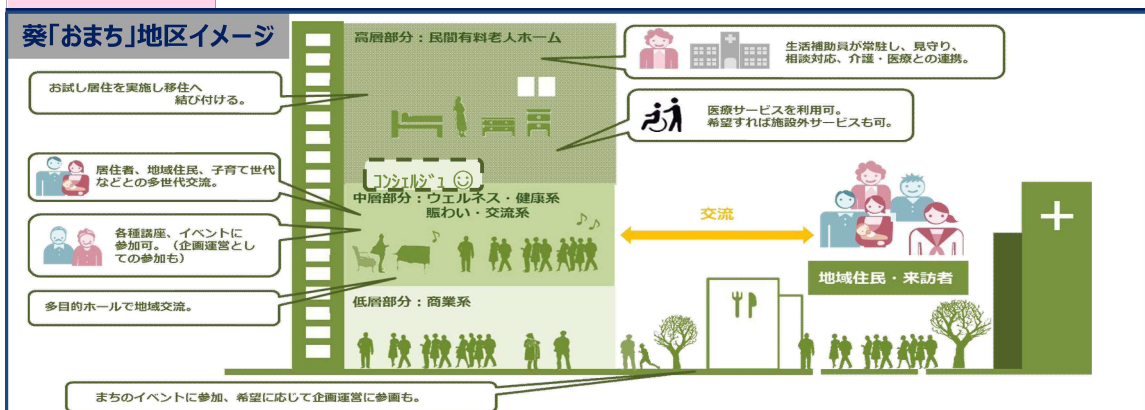 葵「おまち」地区イメージ
高層部分：民間有料老人ホーム
生活補助員が常駐し、見守り、
相談対応、介護・医療との連携。
お試し居住を実施し移住へ
結び付ける。
医療サービスを利用可。
希望すれば施設外サービスも可。
居住者、地域住民、子育て世代
などとの多世代交流。
コンシェルジュ
中層部分：ウェルネス・健康系
賑わい・交流系
交流
各種講座、イベントに
参加可。（企画運営とし
ての参加も）
地域住民・来訪者
多目的ホールで地域交流。
低層部分：商業系
まちのイベントに参加、希望に応じて企画運営に参画も。